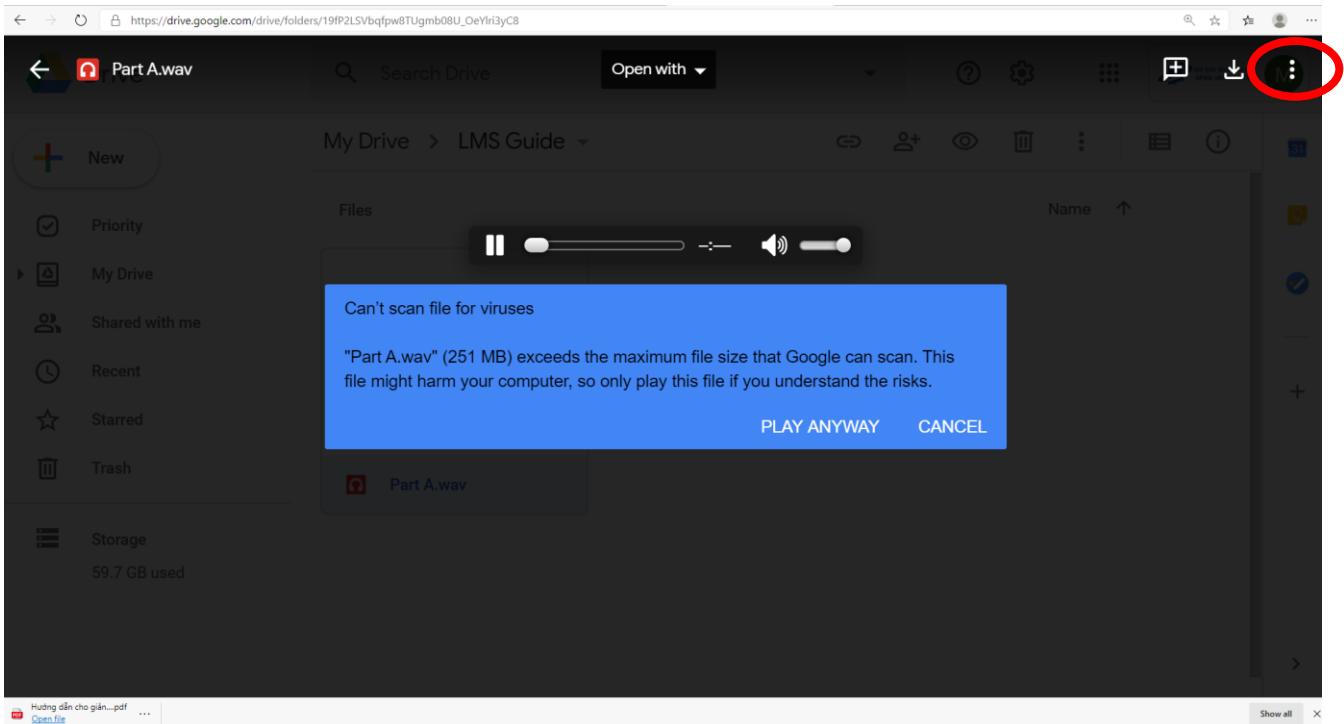 https://drive.google.com/drive/folders/19fP2LSVbqfpw8TUgmb08U_OeYlri3yC8
Part A.wav
Search Drive
Open with
My Drive > LMS Guide
New
Files
Name
Priority
My Drive
Shared with me
Recent
Starred
Trash
Storage
59.7 GB used
-:--
Can't scan file for viruses
"Part A.wav" (251 MB) exceeds the maximum file size that Google can scan. This
file might harm your computer, so only play this file if you understand the risks.
PLAY ANYWAY CANCEL
Part A.wav
31
Hướng dẫn cho giản....pdf
Open file
Show all